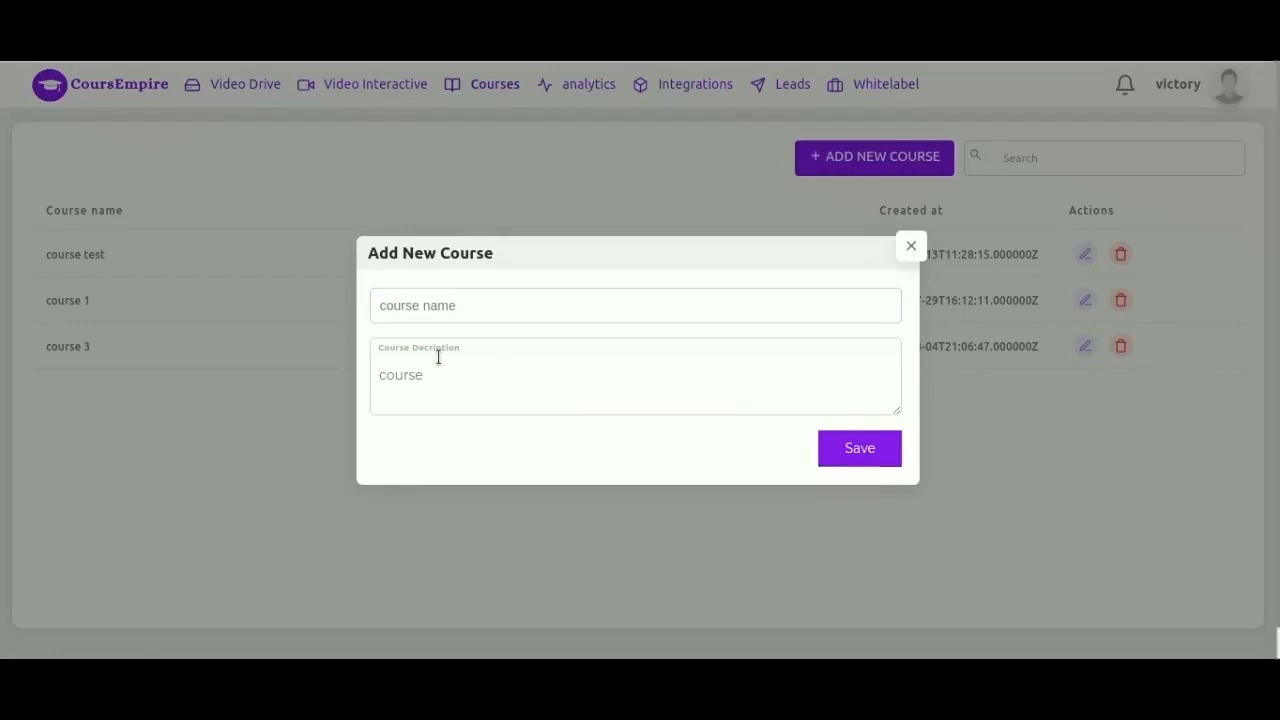 CoursEmpire Video Drive Video Interactive Courses analytics Integrations Leads Whitelabel victory
+ ADD NEW COURSE Search
Course name Created at Actions
Add New Course
course test 13T11:28:15.000000Z
course name
course 1 -29T16:12:11.000000Z
Course Decription
course 3 -04T21:06:47.000000Z
course
Save